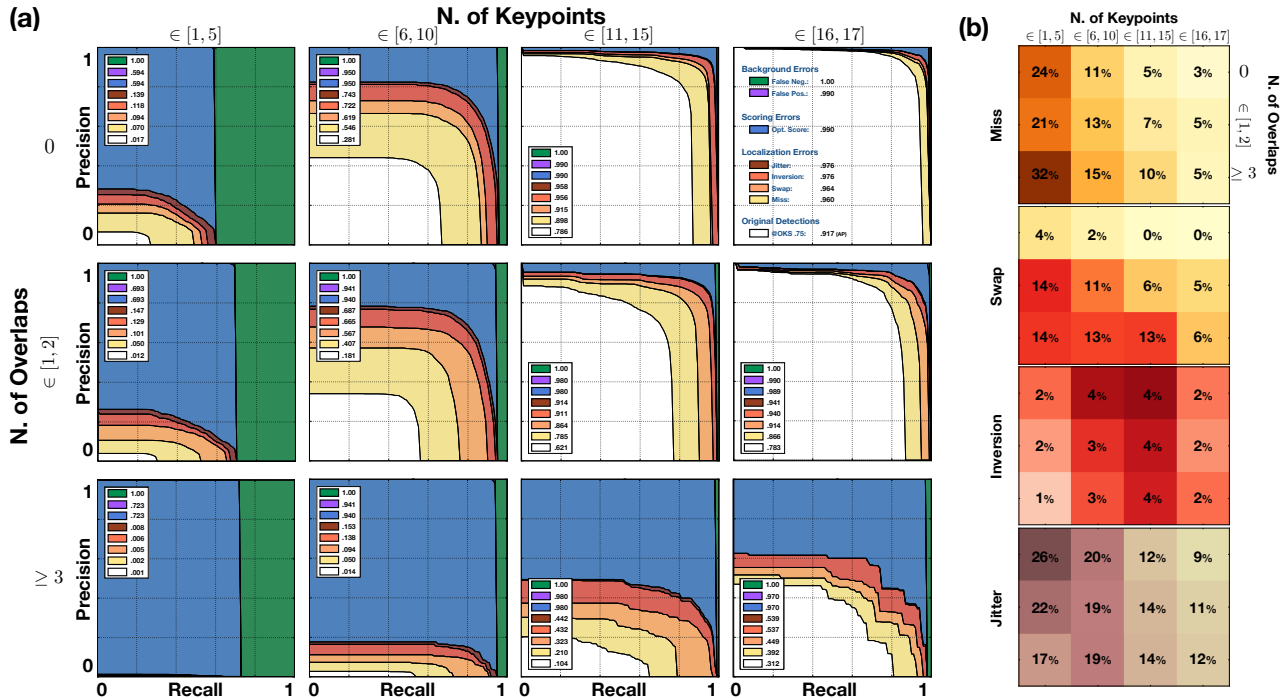 (a)
N. of Keypoints
∈ [1, 5]
∈ [6, 10]
∈ [11, 15]
∈ [16, 17]
N. of Overlaps
0
Precision
1
0
1.00
.594
.594
.139
.118
.094
.070
.017
1.00
.950
.950
.743
.722
.619
.546
.281
1.00
.990
.990
.958
.956
.915
.898
.786
Background Errors
False Neg.: 1.00
False Pos.: .990
Scoring Errors
Opt. Score: .990
Localization Errors
Jitter: .976
Inversion: .976
Swap: .964
Miss: .960
Original Detections
@OKS .75: .917 (AP)
∈ [1, 2]
Precision
1
0
1.00
.693
.693
.147
.129
.101
.050
.012
1.00
.941
.940
.687
.665
.567
.407
.181
1.00
.980
.980
.914
.911
.864
.785
.621
1.00
.990
.989
.941
.940
.914
.866
.783
≥ 3
Precision
1
0
1.00
.723
.723
.008
.006
.005
.002
.001
1.00
.941
.940
.153
.138
.094
.050
.014
1.00
.980
.980
.442
.432
.323
.210
.104
1.00
.970
.970
.539
.537
.449
.392
.312
Recall 1
Recall 1
Recall 1
Recall 1
(b)
N. of Keypoints
∈ [1, 5] ∈ [6, 10] ∈ [11, 15] ∈ [16, 17]
N. of Overlaps
0
∈ [1, 2]
≥ 3
Miss
24% 11% 5% 3%
21% 13% 7% 5%
32% 15% 10% 5%
Swap
4% 2% 0% 0%
14% 11% 6% 5%
14% 13% 13% 6%
Inversion
2% 4% 4% 2%
2% 3% 4% 2%
1% 3% 4% 2%
Jitter
26% 20% 12% 9%
22% 19% 14% 11%
17% 19% 14% 12%